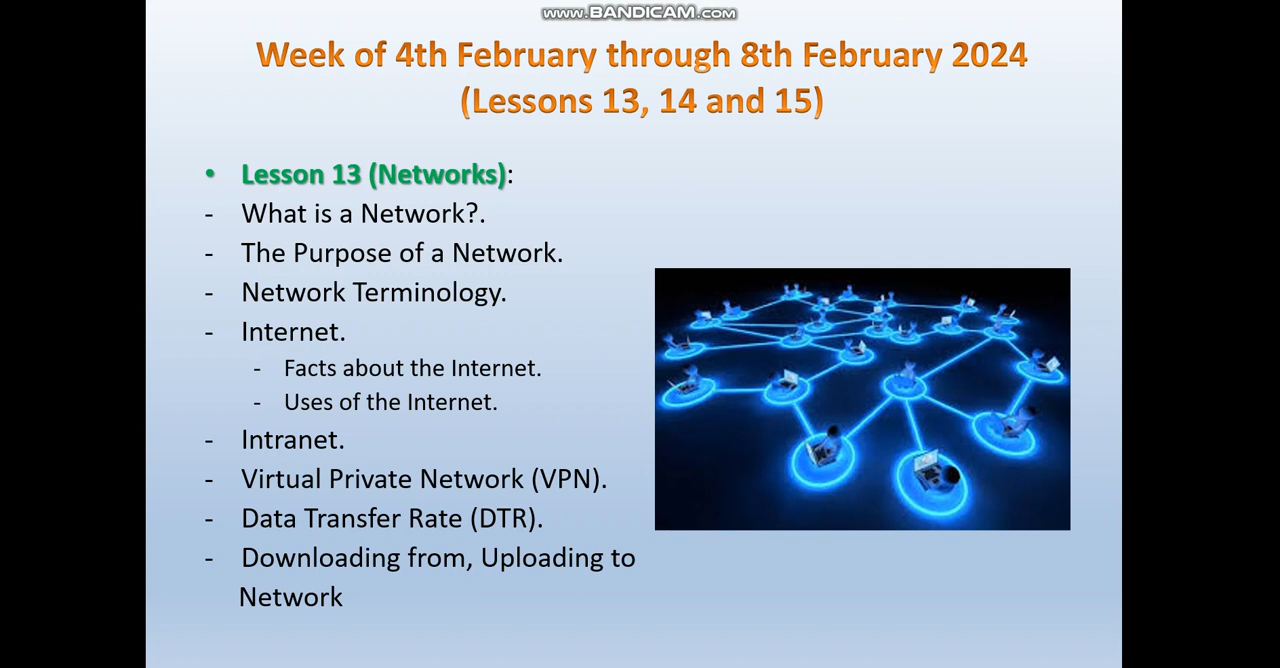 www.BANDICAM.com
Week of 4th February through 8th February 2024
(Lessons 13, 14 and 15)
• Lesson 13 (Networks):
- What is a Network?.
- The Purpose of a Network.
- Network Terminology.
- Internet.
- Facts about the Internet.
- Uses of the Internet.
- Intranet.
- Virtual Private Network (VPN).
- Data Transfer Rate (DTR).
- Downloading from, Uploading to
Network